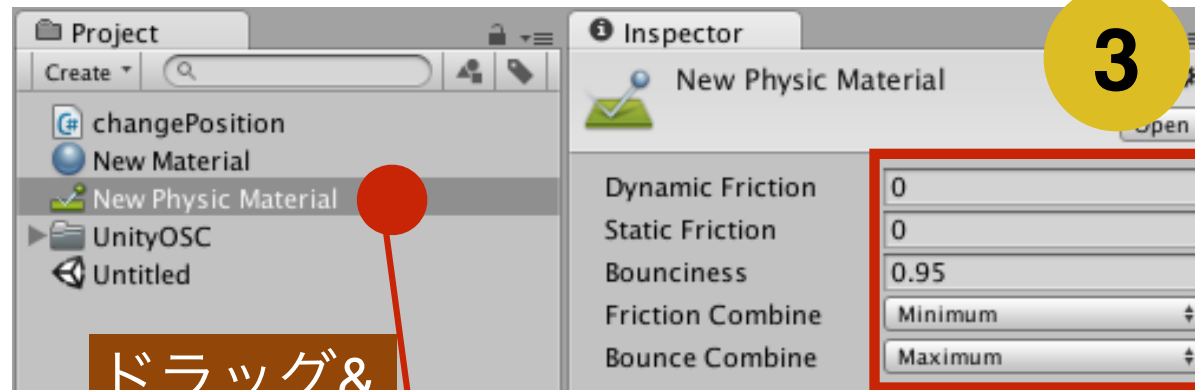 Project
Create
changePosition
New Material
New Physic Material
UnityOSC
Untitled
ドラッグ&
Inspector
3
New Physic Material
Open
Dynamic Friction 0
Static Friction 0
Bounciness 0.95
Friction Combine Minimum
Bounce Combine Maximum